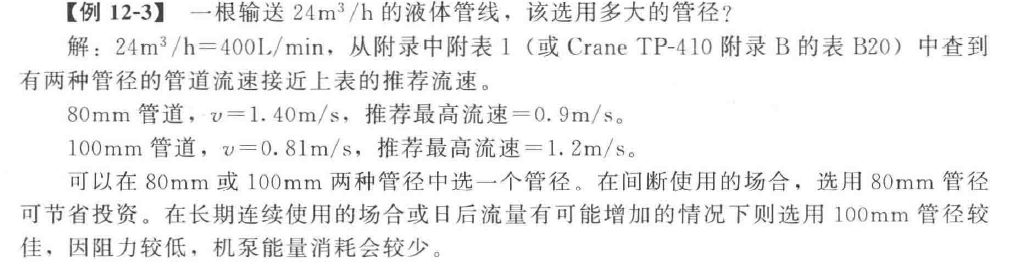 【例 12-3】 一根输送 24m³/h 的液体管线，该选用多大的管径？
解：24m³/h＝400L/min，从附录中附表 1（或 Crane TP-410 附录 B 的表 B20）中查到
有两种管径的管道流速接近上表的推荐流速。
80mm 管道，v＝1.40m/s，推荐最高流速＝0.9m/s。
100mm 管道，v＝0.81m/s，推荐最高流速＝1.2m/s。
可以在 80mm 或 100mm 两种管径中选一个管径。在间断使用的场合，选用 80mm 管径
可节省投资。在长期连续使用的场合或日后流量有可能增加的情况下则选用 100mm 管径较
佳，因阻力较低，机泵能量消耗会较少。